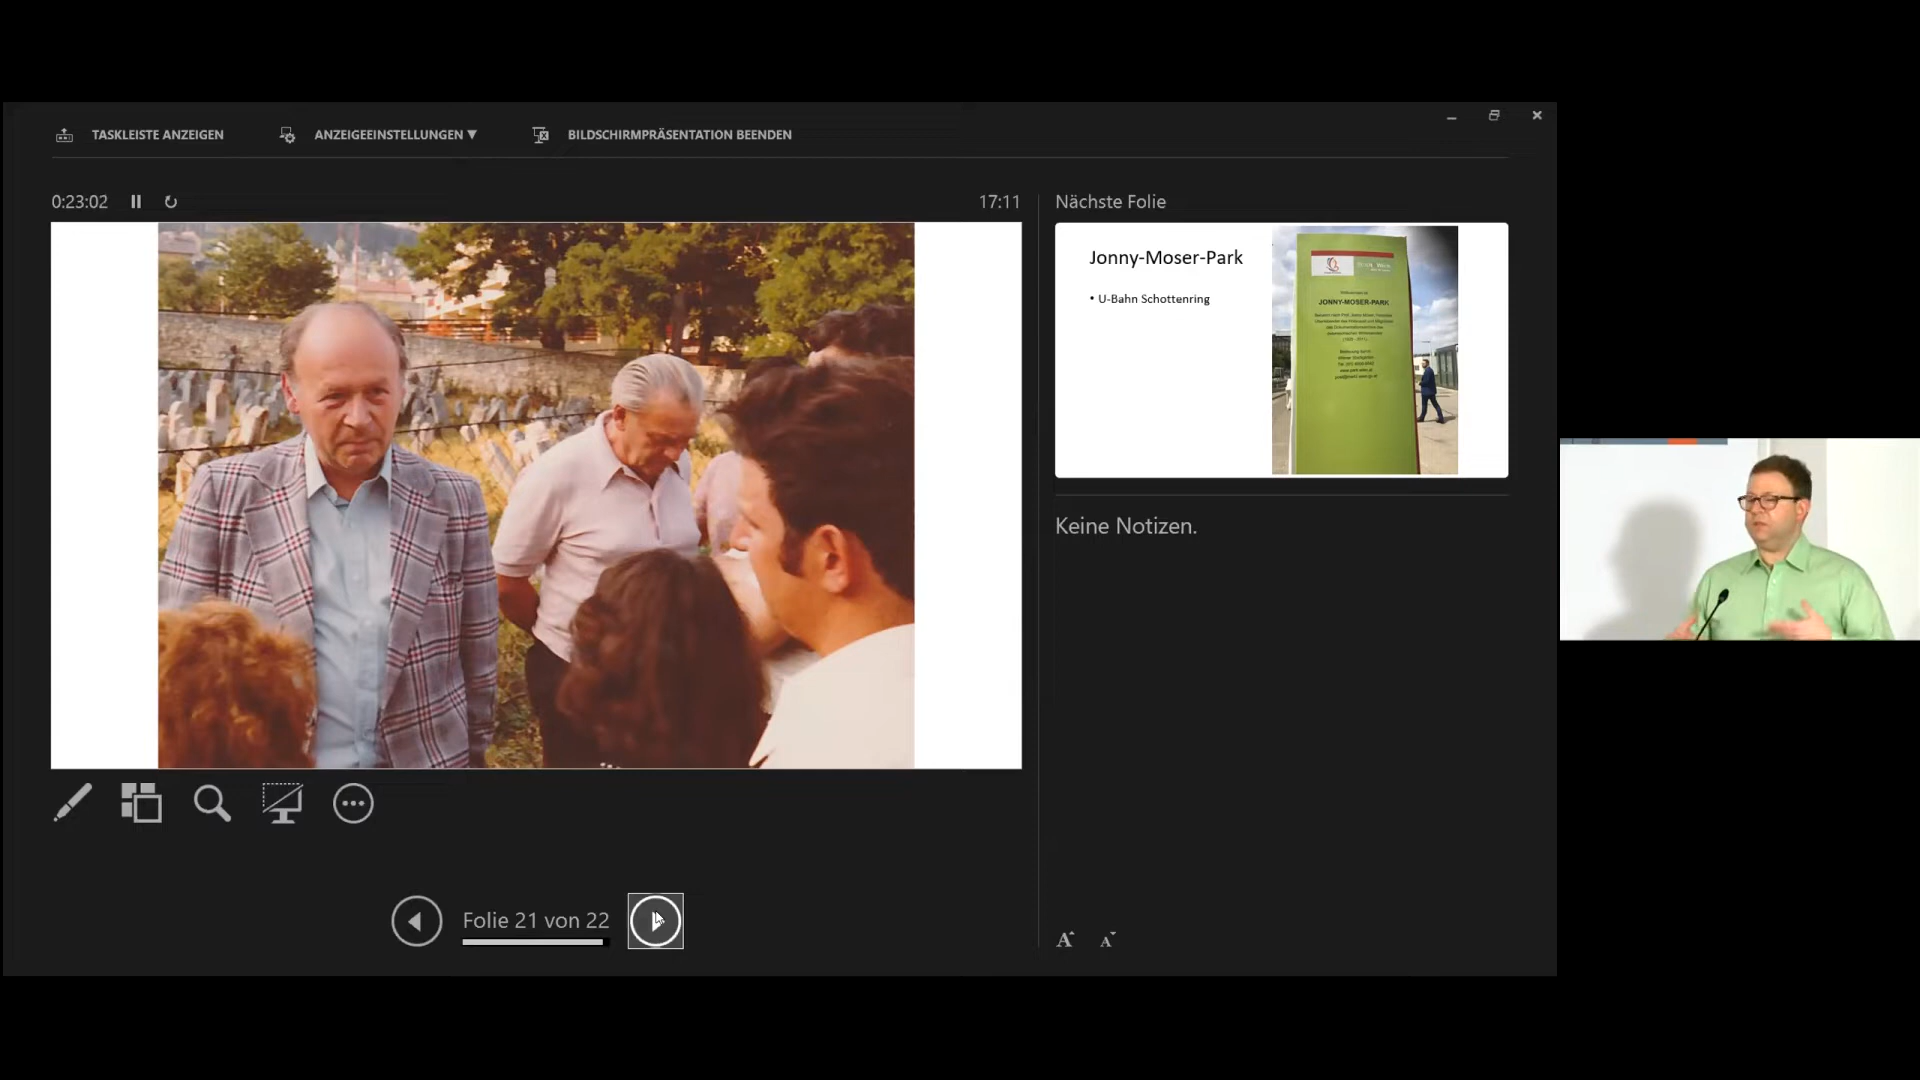 TASKLEISTE ANZEIGEN
ANZEIGEEINSTELLUNGEN ▼
BILDSCHIRMPRÄSENTATION BEENDEN
0:23:02
17:11
Nächste Folie
Jonny-Moser-Park
• U-Bahn Schottenring
JONNY-MOSER-PARK
Keine Notizen.
Folie 21 von 22
A
A